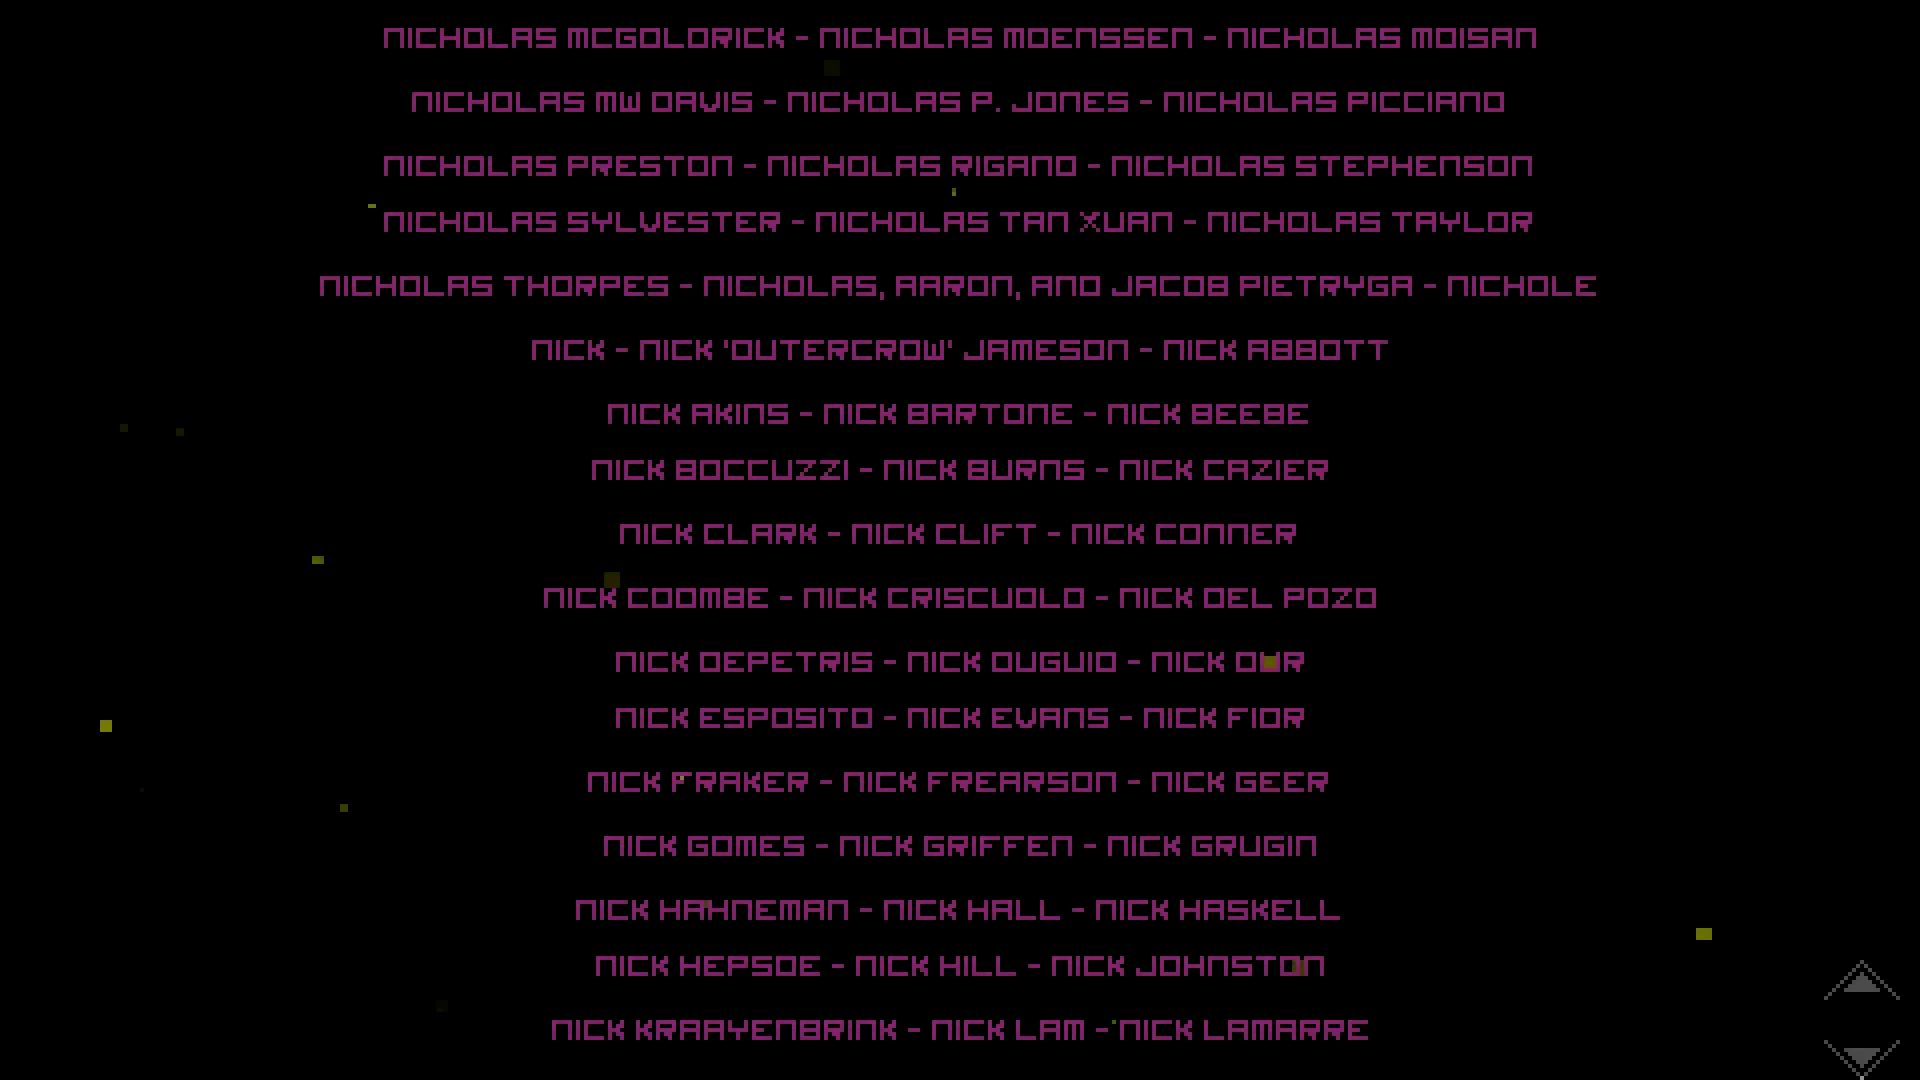 NICHOLAS MCGOLDRICK - NICHOLAS MOENSSEN - NICHOLAS MOISAN
NICHOLAS MW DAVIS - NICHOLAS P. JONES - NICHOLAS PICCIANO
NICHOLAS PRESTON - NICHOLAS RIGANO - NICHOLAS STEPHENSON
NICHOLAS SYLVESTER - NICHOLAS TAN XUAN - NICHOLAS TAYLOR
NICHOLAS THORPES - NICHOLAS, AARON, AND JACOB PIETRYGA - NICHOLE
NICK - NICK 'OUTERCROW' JAMESON - NICK ABBOTT
NICK AKINS - NICK BARTONE - NICK BEEBE
NICK BOCCUZZI - NICK BURNS - NICK CAZIER
NICK CLARK - NICK CLIFT - NICK CONNER
NICK COOMBE - NICK CRISCUOLO - NICK DEL POZO
NICK DEPETRIS - NICK DUGUID - NICK DUR
NICK ESPOSITO - NICK EVANS - NICK FIOR
NICK FRAKER - NICK FREARSON - NICK GEER
NICK GOMES - NICK GRIFFEN - NICK GRUGIN
NICK HAHNEMAN - NICK HALL - NICK HASKELL
NICK HEPSOE - NICK HILL - NICK JOHNSTON
NICK KRAAYENBRINK - NICK LAM - NICK LAMARRE